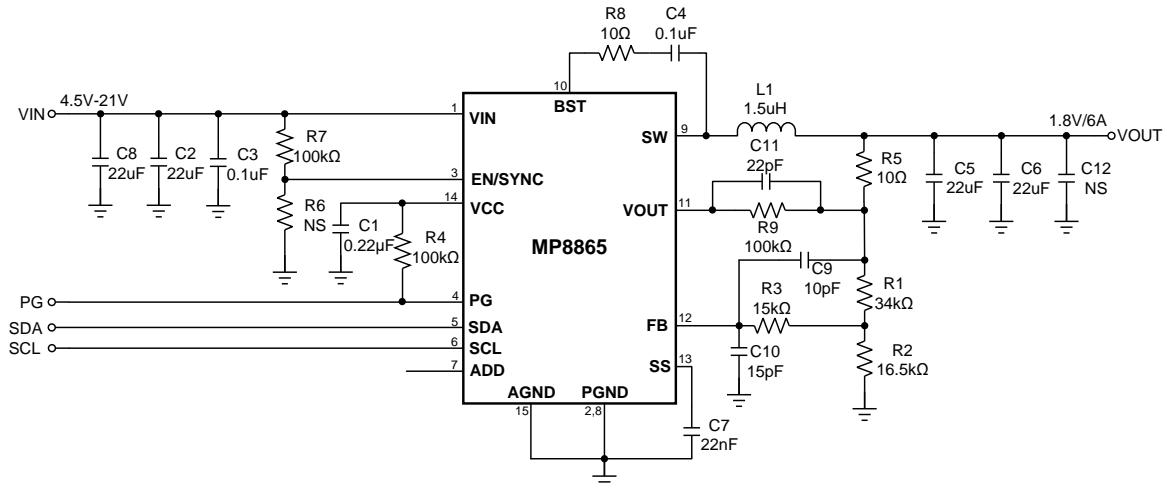 R8
10Ω
C4
0.1uF
10
BST
VIN
4.5V-21V
1
VIN
SW
9
L1
1.5uH
1.8V/6A
VOUT
C8
22uF
C2
22uF
C3
0.1uF
R7
100kΩ
3
EN/SYNC
R6
NS
14
VCC
C1
0.22µF
R4
100kΩ
MP8865
VOUT
11
C11
22pF
R9
100kΩ
R5
10Ω
C5
22uF
C6
22uF
C12
NS
C9
10pF
R1
34kΩ
R3
15kΩ
PG
4
PG
SDA
5
SDA
SCL
6
SCL
7
ADD
FB
12
C10
15pF
R2
16.5kΩ
SS
13
AGND
PGND
15
2,8
C7
22nF